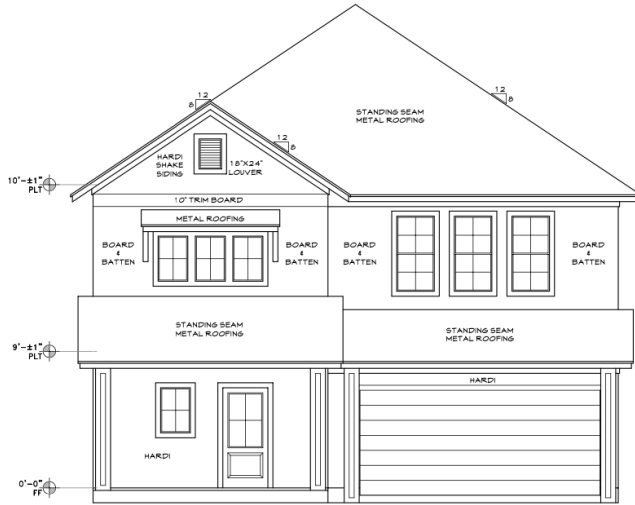 12
8
12
8
STANDING SEAM
METAL ROOFING
12
8
HARDI
SHAKE
SIDING
18"X24"
LOUVER
10'-±1"
PLT
10" TRIM BOARD
METAL ROOFING
BOARD
&
BATTEN
BOARD
&
BATTEN
BOARD
&
BATTEN
BOARD
&
BATTEN
STANDING SEAM
METAL ROOFING
STANDING SEAM
METAL ROOFING
9'-±1"
PLT
HARDI
HARDI
0'-0"
FF